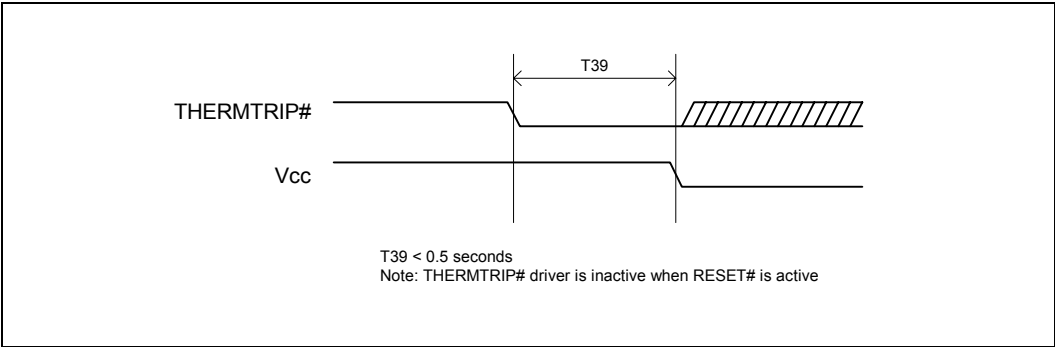 T39
THERMTRIP#
Vcc
T39 < 0.5 seconds
Note: THERMTRIP# driver is inactive when RESET# is active